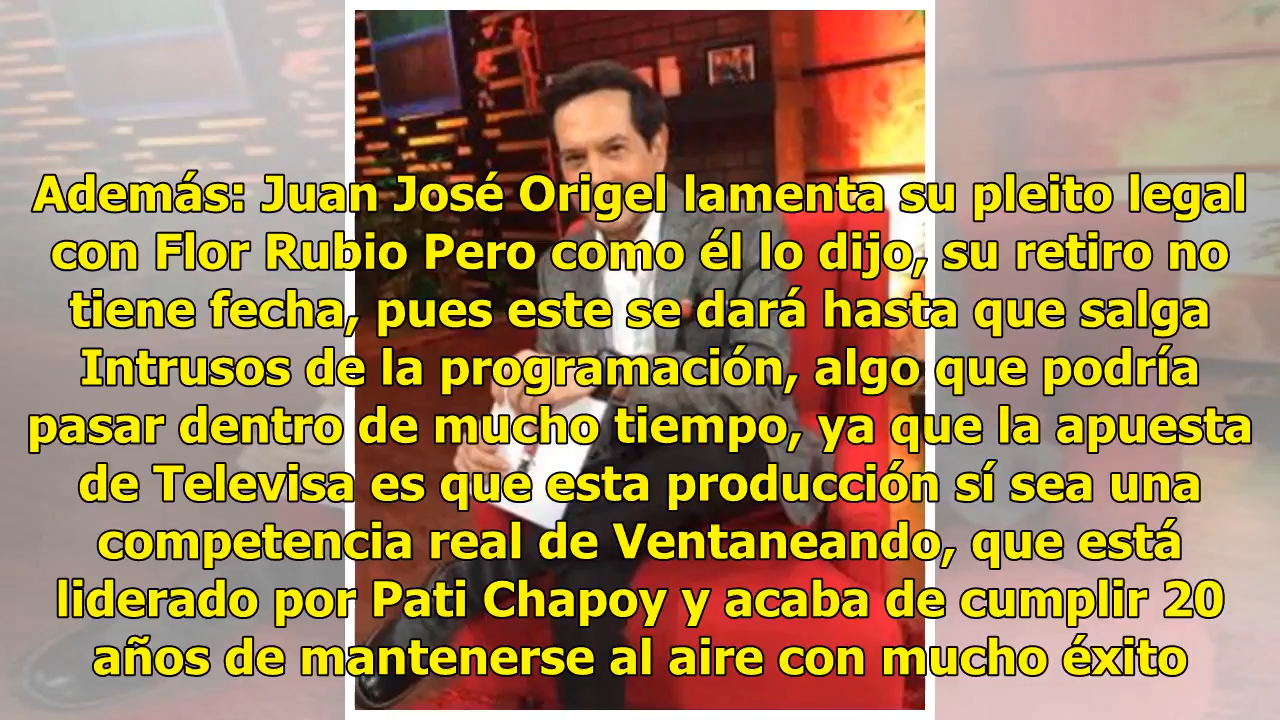 Además: Juan José Origel lamenta su pleito legal
con Flor Rubio Pero como él lo dijo, su retiro no
tiene fecha, pues este se dará hasta que salga
Intrusos de la programación, algo que podría
pasar dentro de mucho tiempo, ya que la apuesta
de Televisa es que esta producción sí sea una
competencia real de Ventaneando, que está
liderado por Pati Chapoy y acaba de cumplir 20
años de mantenerse al aire con mucho éxito